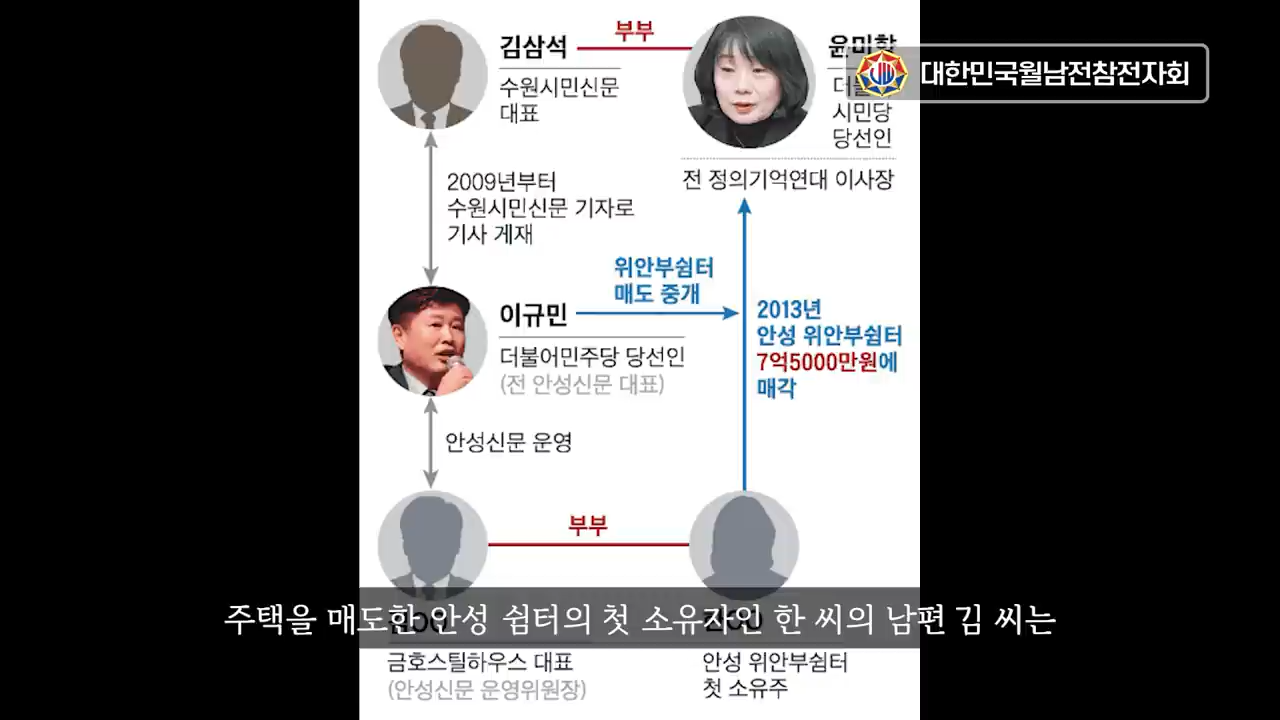 부부
김삼석
수원시민신문
대표
대한민국월남전참전자회
시민당
당선인
전 정의기억연대 이사장
2009년부터
수원시민신문 기자로
기사 게재
위안부쉼터
매도 중개
이규민
더불어민주당 당선인
(전 안성신문 대표)
2013년
안성 위안부쉼터
7억5000만원에
매각
안성신문 운영
부부
주택을 매도한 안성 쉼터의 첫 소유자인 한 씨의 남편 김 씨는
금호스틸하우스 대표
(안성신문 운영위원장)
안성 위안부쉼터
첫 소유주